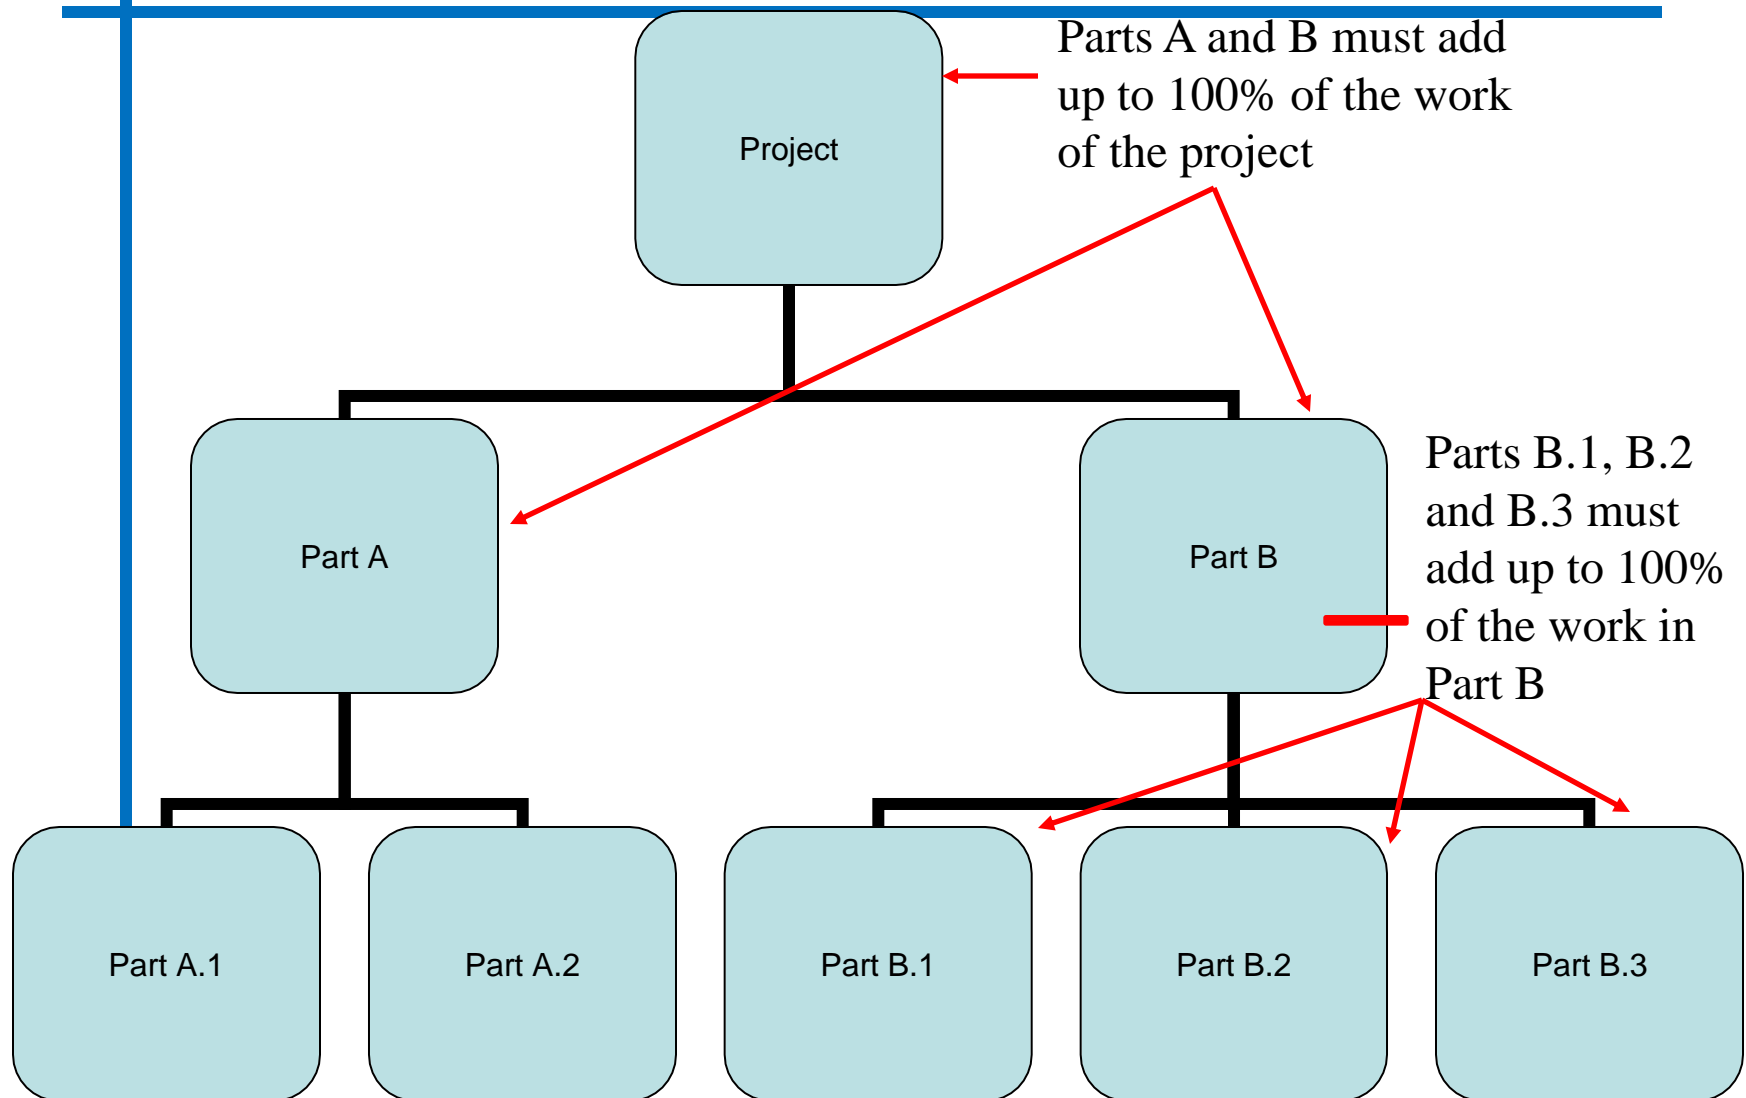 Parts A and B must add
up to 100% of the work
of the project
Project
Part A
Part B
Parts B.1, B.2
and B.3 must
add up to 100%
of the work in
Part B
Part A.1
Part A.2
Part B.1
Part B.2
Part B.3